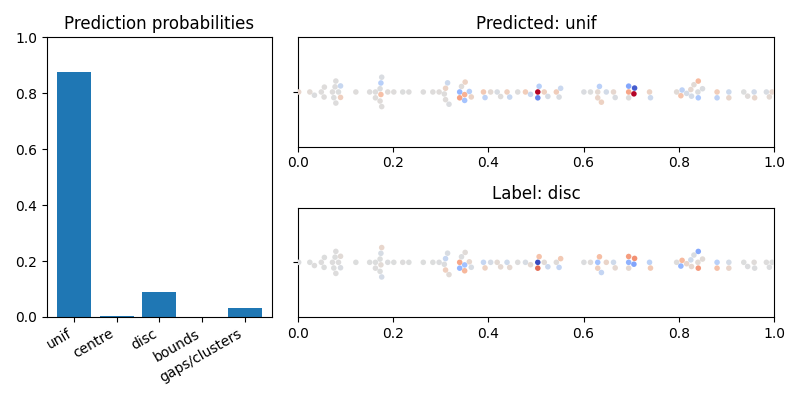 Prediction probabilities
1.0
0.8
0.6
0.4
0.2
0.0
unif
centre
disc
bounds
gaps/clusters
Predicted: unif
0.0 0.2 0.4 0.6 0.8 1.0
Label: disc
0.0 0.2 0.4 0.6 0.8 1.0